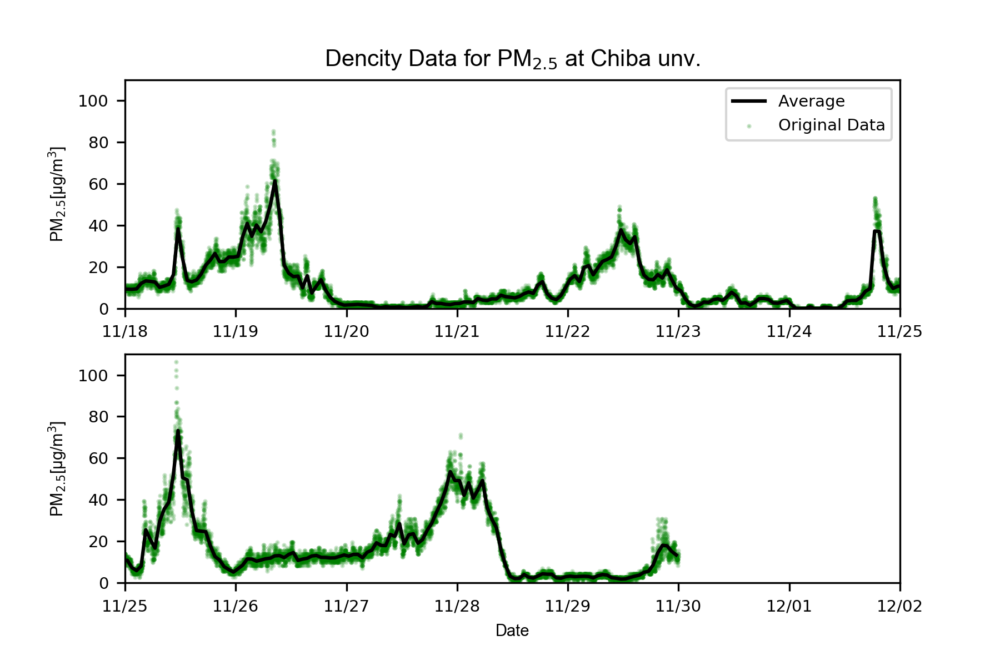 Dencity Data for PM2.5 at Chiba unv.
Average
Original Data
PM2.5[μg/m3]
100
80
60
40
20
0
11/18 11/19 11/20 11/21 11/22 11/23 11/24 11/25
PM2.5[μg/m3]
100
80
60
40
20
0
11/25 11/26 11/27 11/28 11/29 11/30 12/01 12/02
Date